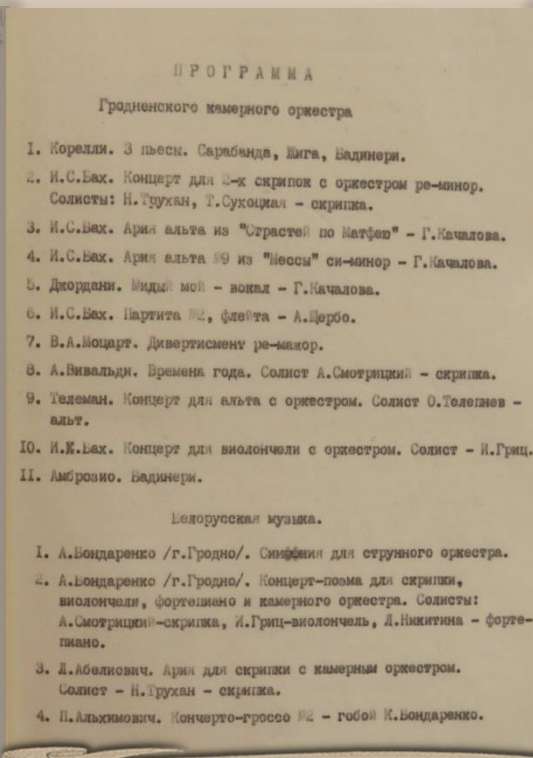 ПРОГРАММА
Гродненского камерного оркестра
1. Корелли. 3 пьесы. Сарабанда, Жига, Бадинери.
2. И.С.Бах. Концерт для 2-х скрипок с оркестром ре-минор.
Солисты: Н.Трухан, Т.Сухоцкая - скрипка.
3. И.С.Бах. Ария альта из "Страстей по Матфею" - Г.Качалова.
4. И.С.Бах. Ария альта №9 из "Мессы" си-минор - Г.Качалова.
5. Джордани. Мидый мой - вокал - Г.Качалова.
6. И.С.Бах. Партита №2, флейта - А.Щербо.
7. В.А.Моцарт. Дивертисмент ре-мажор.
8. А.Вивальди. Времена года. Солист А.Смотрицкий - скрипка.
9. Телеман. Концерт для альта с оркестром. Солист О.Телепнев -
альт.
10. И.Х.Бах. Концерт для виолончели с оркестром. Солист - И.Гриц.
11. Амброзио. Бадинери.
Белорусская музыка.
1. А.Бондаренко /г.Гродно/. Симфония для струнного оркестра.
2. А.Бондаренко /г.Гродно/. Концерт-поэма для скрипки,
виолончели, фортепиано и камерного оркестра. Солисты:
А.Смотрицкий-скрипка, И.Гриц-виолончель, Л.Никитина - форте-
пиано.
3. Л.Абелиович. Ария для скрипки с камерным оркестром.
Солист - Н.Трухан - скрипка.
4. П.Альхимович. Кончерто-гроссо №2 - гобой К.Бондаренко.